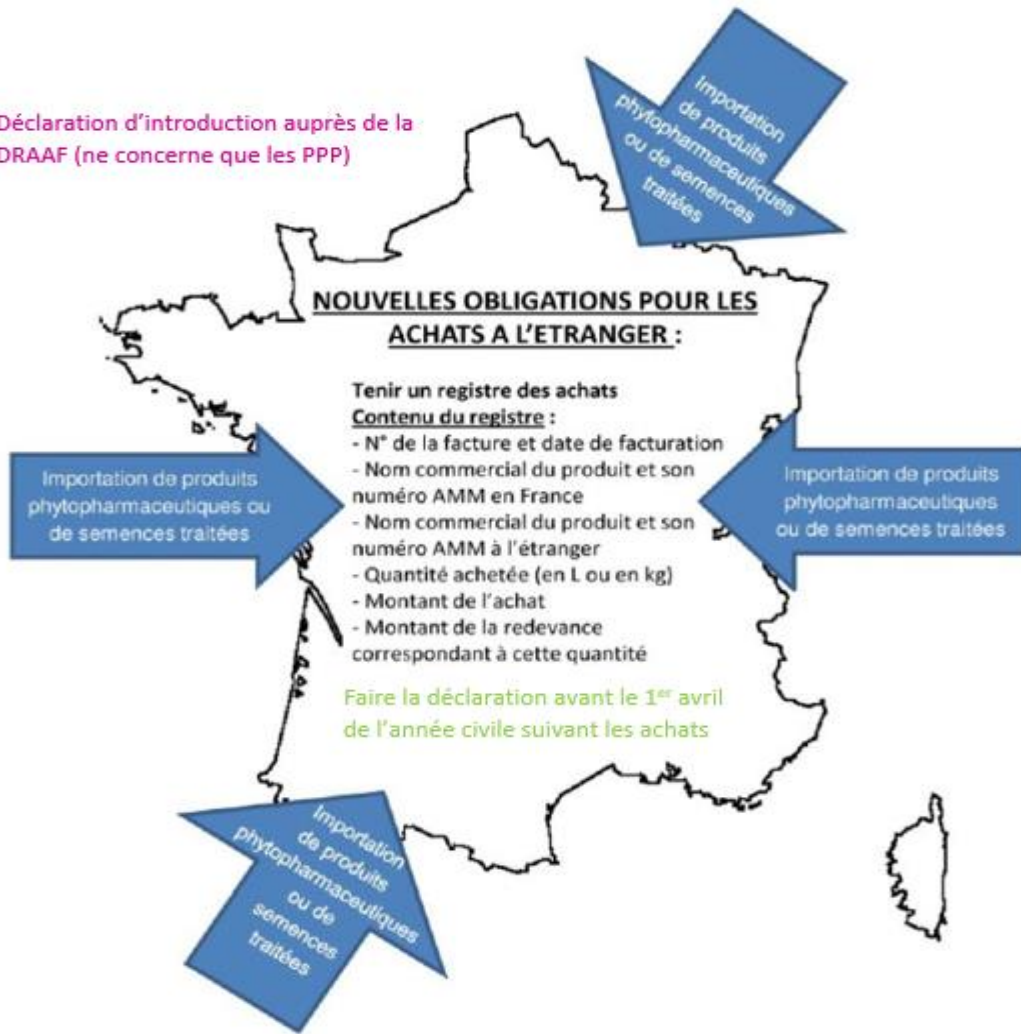 Déclaration d'introduction auprès de la
DRAAF (ne concerne que les PPP)
Importation
de produits
phytopharmaceutiques
ou de semences
traitées
NOUVELLES OBLIGATIONS POUR LES
ACHATS A L'ETRANGER :
Tenir un registre des achats
Contenu du registre :
- N° de la facture et date de facturation
- Nom commercial du produit et son
numéro AMM en France
- Nom commercial du produit et son
numéro AMM à l'étranger
- Quantité achetée (en L ou en kg)
- Montant de l'achat
- Montant de la redevance
correspondant à cette quantité
Faire la déclaration avant le 1er avril
de l'année civile suivant les achats
Importation de produits
phytopharmaceutiques ou
de semences traitées
Importation de produits
phytopharmaceutiques
ou de semences traitées
Importation
de produits
phytopharmaceutiques
ou de
semences
traitées